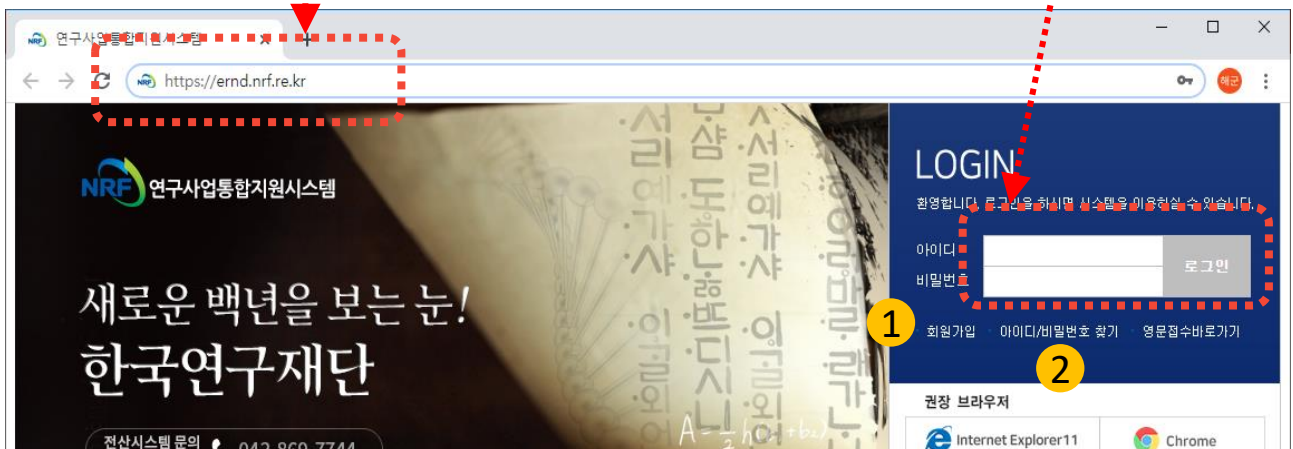 연구사업통합지원시스템
https://ernd.nrf.re.kr
해군
NRF 연구사업통합지원시스템
새로운 백년을 보는 눈!
한국연구재단
전산시스템 문의 042-869-7744
LOGIN
환영합니다. 로그인을 하시면 시스템을 이용하실 수 있습니다.
아이디
비밀번호
로그인
1 회원가입 · 아이디/비밀번호 찾기 · 영문접수바로가기
2
권장 브라우저
Internet Explorer11 Chrome